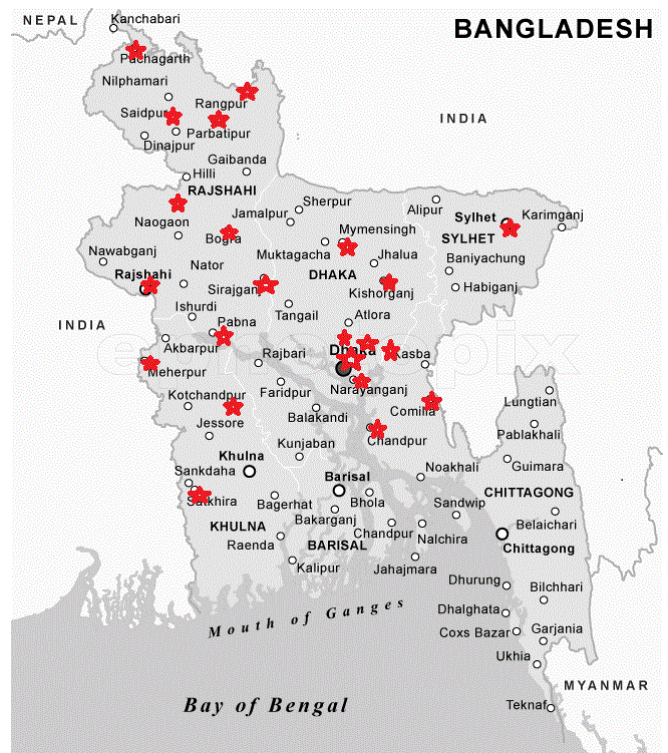 NEPAL
Kanchabari
BANGLADESH
Pachagarth
Nilphamari
Rangpur
Saidpur
INDIA
Parbatipur
Dinajpur
Gaibanda
Hilli
RAJSHAHI
Sherpur
Alipur
Jamalpur
Sylhet
Karimganj
Naogaon
Mymensingh
Bogra
SYLHET
Muktagacha
Nawabganj
Jhalua
Baniyachung
Nator
DHAKA
Rajshahi
Sirajganj
Kishorganj
Habiganj
Ishurdi
Tangail
Atlora
INDIA
Pabna
Akbarpur
Rajbari
Dhaka
Kasba
Meherpur
Faridpur
Narayanganj
Kotchandpur
Lungtian
Balakandi
Comilla
Jessore
Pablakhali
Kunjaban
Chandpur
Khulna
Sankdaha
Noakhali
Guimara
Barisal
Satkhira
CHITTAGONG
Bagerhat
Bhola
Sandwip
KHULNA
Bakarganj
Belaichari
Raenda
BARISAL
Chandpur
Nalchira
Chittagong
Kalipur
Jahajmara
Dhurung
Bilchhari
Mouth of Ganges
Dhalghata
Coxs Bazar
Garjania
Ukhia
MYANMAR
Bay of Bengal
Teknaf